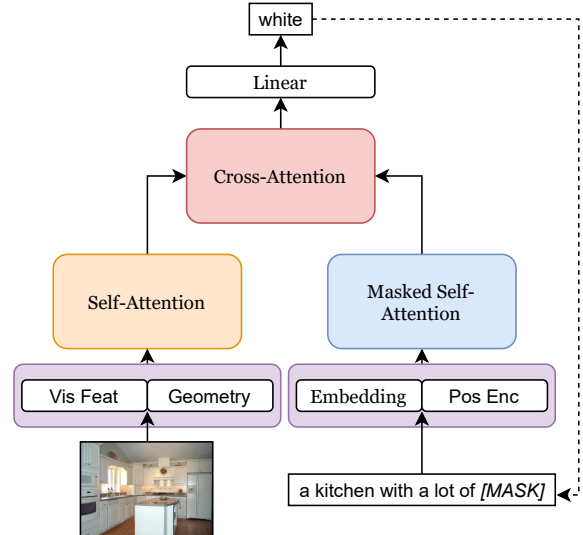 white
Linear
Cross-Attention
Self-Attention
Masked Self-
Attention
Vis Feat
Geometry
Embedding
Pos Enc
a kitchen with a lot of [MASK]